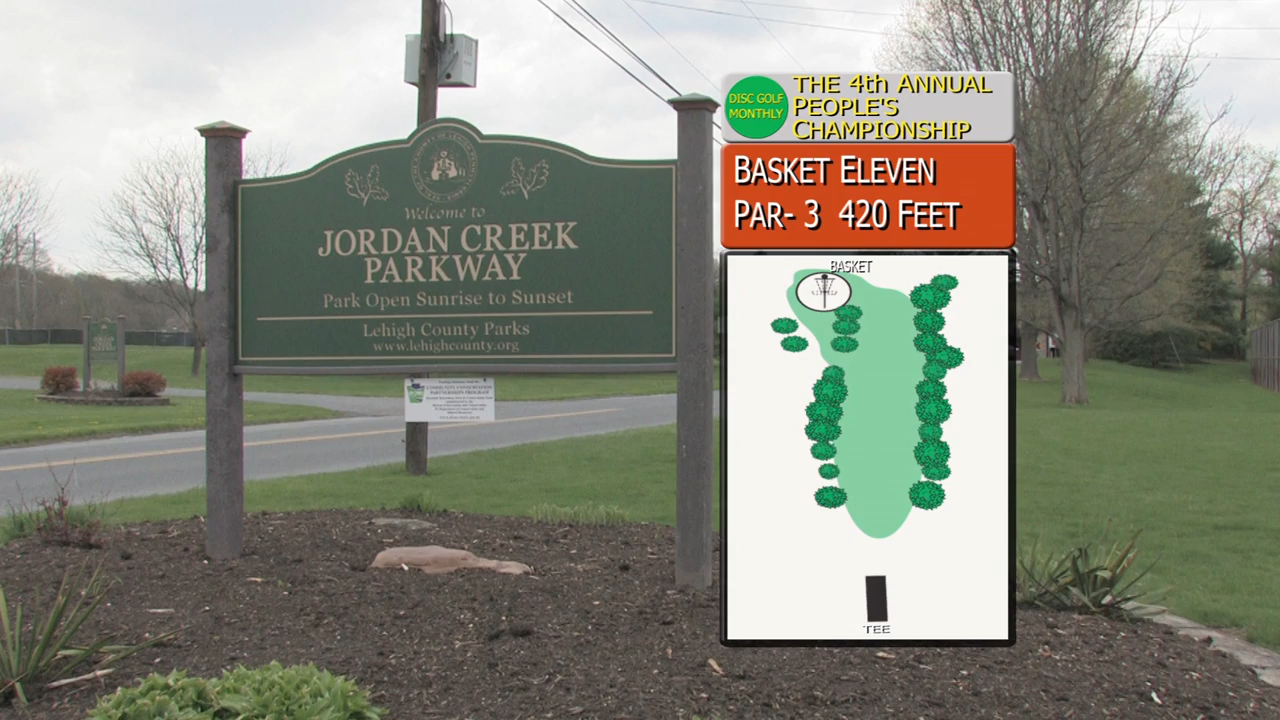 Welcome to
JORDAN CREEK
PARKWAY
Park Open Sunrise to Sunset
Lehigh County Parks
www.lehighcounty.org
DISC GOLF
MONTHLY
THE 4th ANNUAL
PEOPLE'S
CHAMPIONSHIP
BASKET ELEVEN
PAR- 3 420 FEET
BASKET
TEE